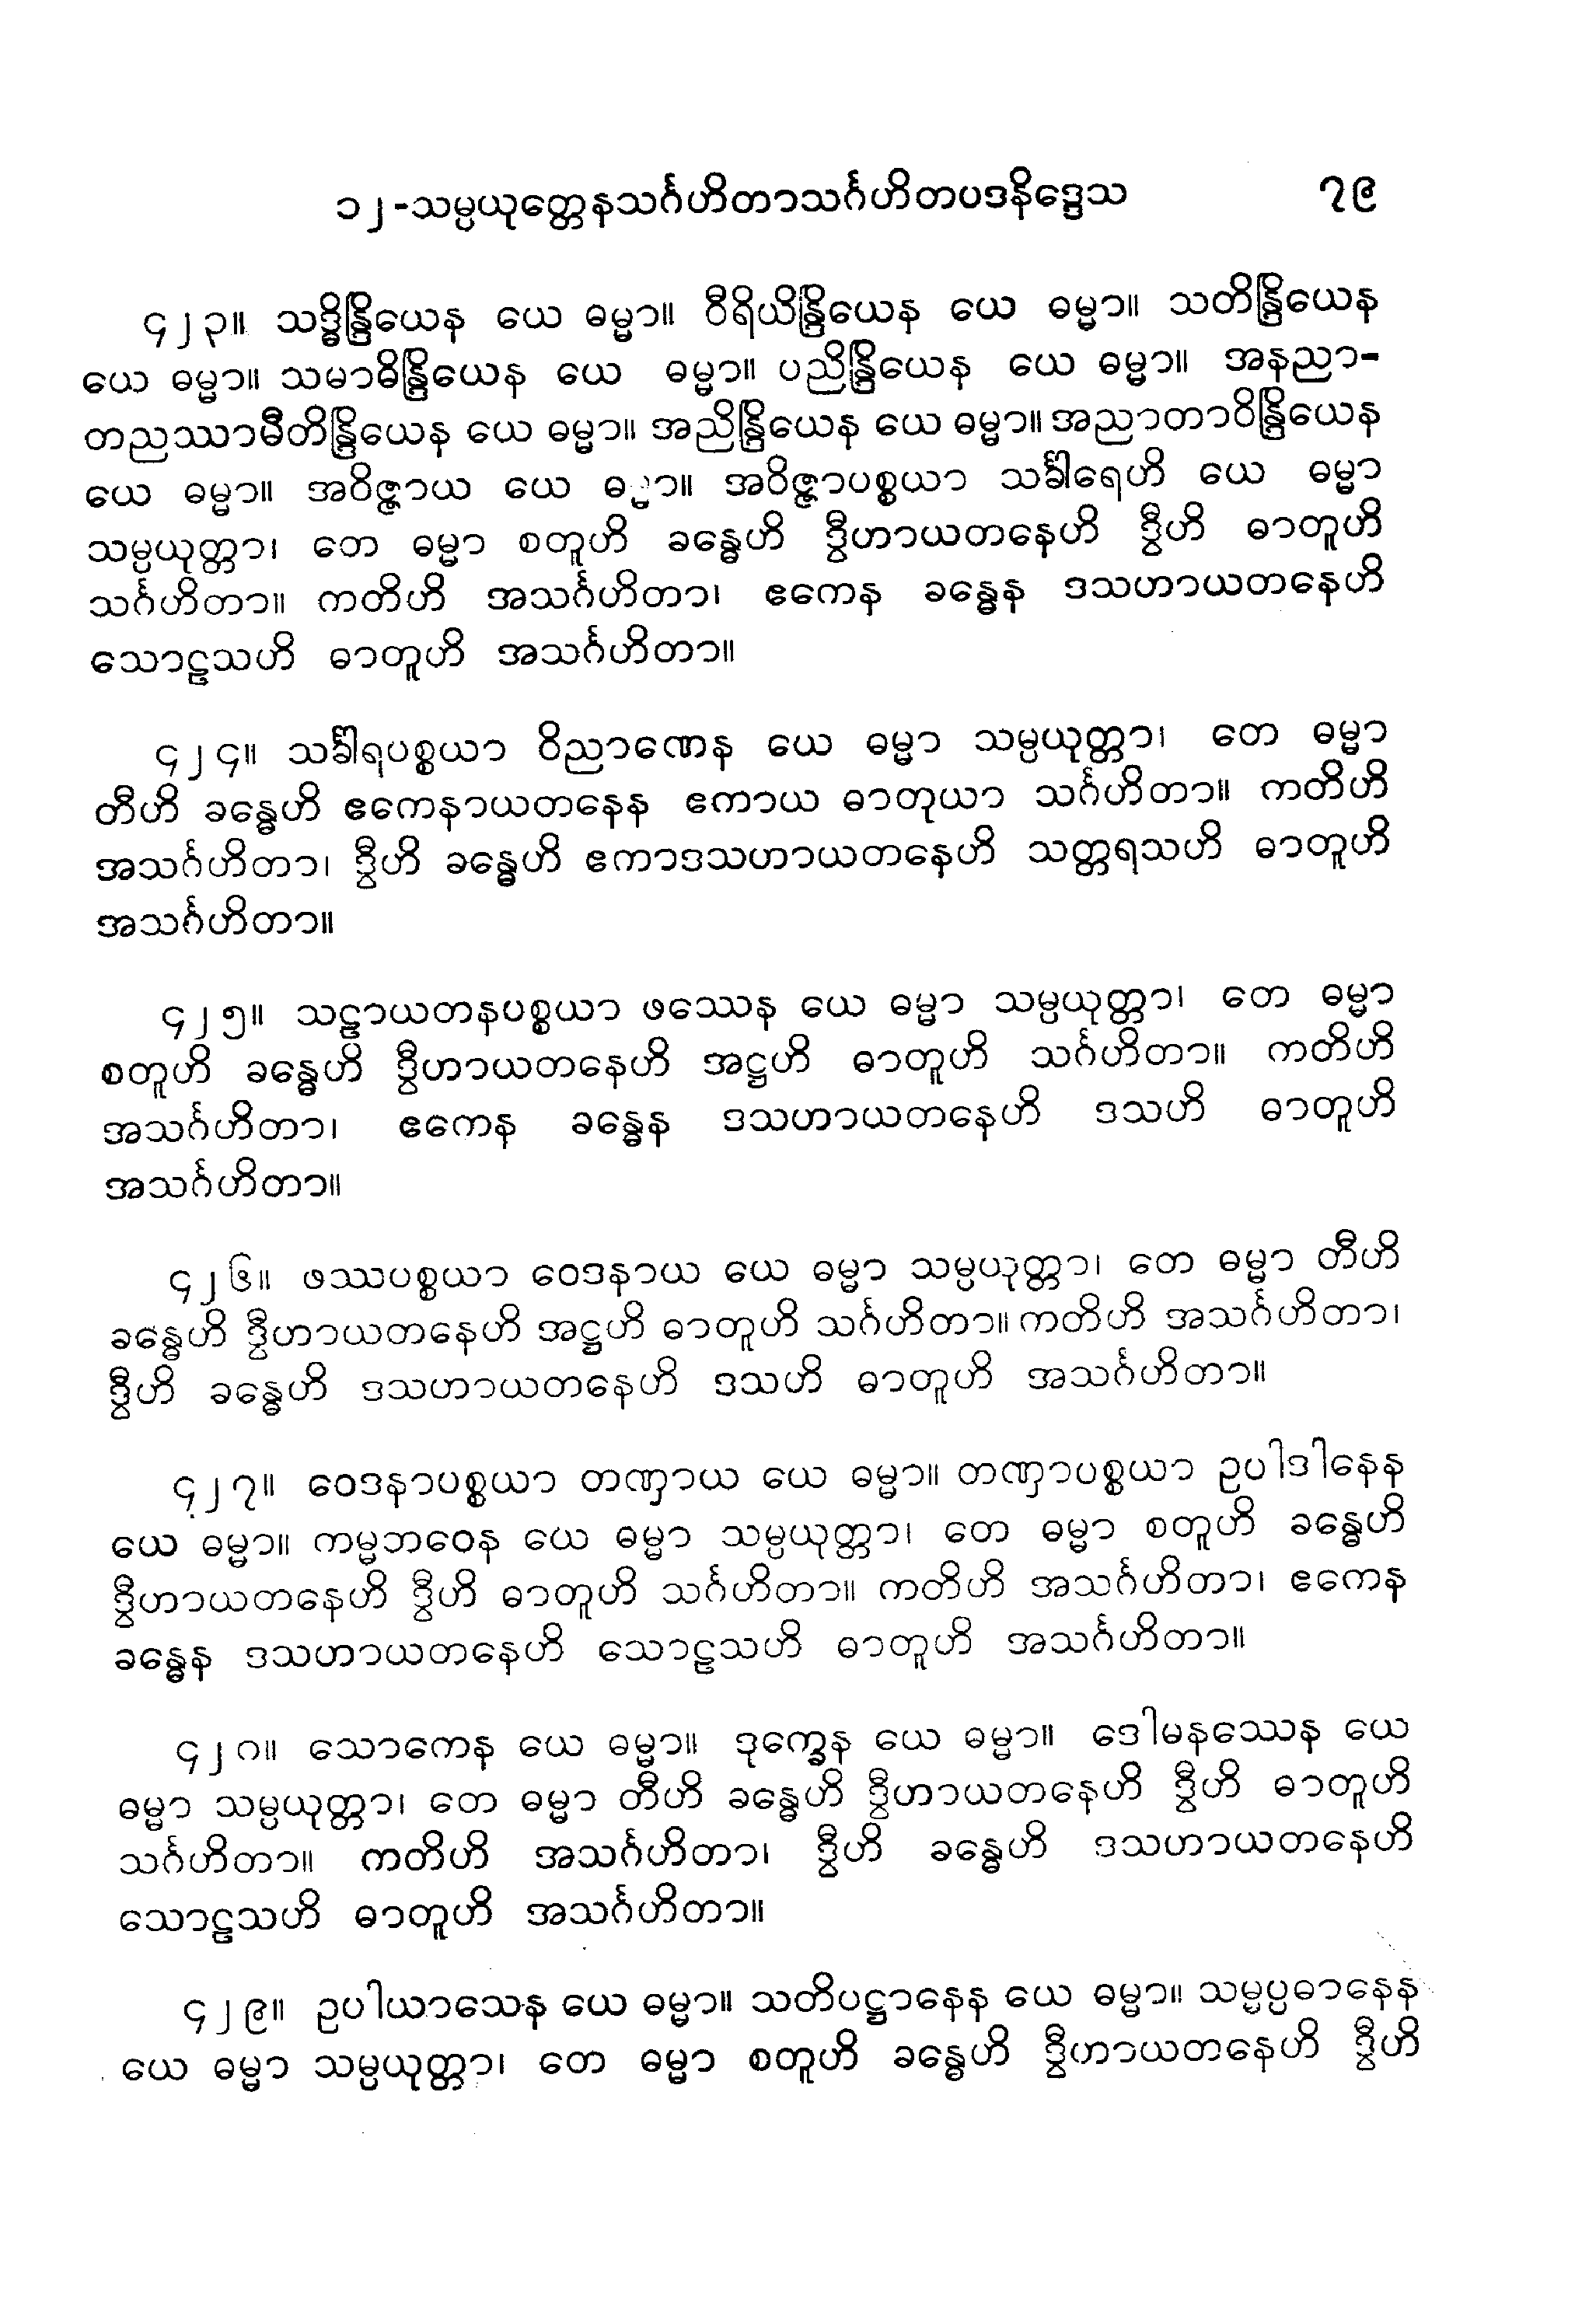 ၁၂-သမ္ပယုတ္တေနသင်္ဂဟိတာသင်္ဂဟိတပဒနိဒ္ဒေသ ၇၉
၄၂၃။ သဒ္ဓိန္ဒြိယေန ယေ ဓမ္မာ။ ဝီရိယိန္ဒြိယေန ယေ ဓမ္မာ။ သတိန္ဒြိယေန
ယေ ဓမ္မာ။ သမာဓိန္ဒြိယေန ယေ ဓမ္မာ။ ပညိန္ဒြိယေန ယေ ဓမ္မာ။ အနညာ-
တညဿာမီတိန္ဒြိယေန ယေ ဓမ္မာ။ အညိန္ဒြိယေန ယေ ဓမ္မာ။ အညာတာဝိန္ဒြိယေန
ယေ ဓမ္မာ။ အဝိဇ္ဇာယ ယေ ဓမ္မာ။ အဝိဇ္ဇာပစ္စယာ သင်္ခါရေဟိ ယေ ဓမ္မာ
သမ္ပယုတ္တာ၊ တေ ဓမ္မာ စတူဟိ ခန္ဓေဟိ ဒွီဟာယတနေဟိ ဒွီဟိ ဓာတူဟိ
သင်္ဂဟိတာ။ ကတိဟိ အသင်္ဂဟိတာ၊ ဧကေန ခန္ဓေန ဒသဟာယတနေဟိ
သောဠသဟိ ဓာတူဟိ အသင်္ဂဟိတာ။
၄၂၄။ သင်္ခါရပစ္စယာ ဝိညာဏေန ယေ ဓမ္မာ သမ္ပယုတ္တာ၊ တေ ဓမ္မာ
တီဟိ ခန္ဓေဟိ ဧကေနာယတနေန ဧကာယ ဓာတုယာ သင်္ဂဟိတာ။ ကတိဟိ
အသင်္ဂဟိတာ၊ ဒွီဟိ ခန္ဓေဟိ ဧကာဒသဟာယတနေဟိ သတ္တရသဟိ ဓာတူဟိ
အသင်္ဂဟိတာ။
၄၂၅။ သဠာယတနပစ္စယာ ဖဿေန ယေ ဓမ္မာ သမ္ပယုတ္တာ၊ တေ ဓမ္မာ
စတူဟိ ခန္ဓေဟိ ဒွီဟာယတနေဟိ အဋ္ဌဟိ ဓာတူဟိ သင်္ဂဟိတာ။ ကတိဟိ
အသင်္ဂဟိတာ၊ ဧကေန ခန္ဓေန ဒသဟာယတနေဟိ ဒသဟိ ဓာတူဟိ
အသင်္ဂဟိတာ။
၄၂၆။ ဖဿပစ္စယာ ဝေဒနာယ ယေ ဓမ္မာ သမ္ပယုတ္တာ၊ တေ ဓမ္မာ တီဟိ
ခန္ဓေဟိ ဒွီဟာယတနေဟိ အဋ္ဌဟိ ဓာတူဟိ သင်္ဂဟိတာ။ ကတိဟိ အသင်္ဂဟိတာ၊
ဒွီဟိ ခန္ဓေဟိ ဒသဟာယတနေဟိ ဒသဟိ ဓာတူဟိ အသင်္ဂဟိတာ။
၄၂၇။ ဝေဒနာပစ္စယာ တဏှာယ ယေ ဓမ္မာ။ တဏှာပစ္စယာ ဥပါဒါနေန
ယေ ဓမ္မာ။ ကမ္မဘဝေန ယေ ဓမ္မာ သမ္ပယုတ္တာ၊ တေ ဓမ္မာ စတူဟိ ခန္ဓေဟိ
ဒွီဟာယတနေဟိ ဒွီဟိ ဓာတူဟိ သင်္ဂဟိတာ။ ကတိဟိ အသင်္ဂဟိတာ၊ ဧကေန
ခန္ဓေန ဒသဟာယတနေဟိ သောဠသဟိ ဓာတူဟိ အသင်္ဂဟိတာ။
၄၂၈။ သောကေန ယေ ဓမ္မာ။ ဒုက္ခေန ယေ ဓမ္မာ။ ဒေါမနဿေန ယေ
ဓမ္မာ သမ္ပယုတ္တာ၊ တေ ဓမ္မာ တီဟိ ခန္ဓေဟိ ဒွီဟာယတနေဟိ ဒွီဟိ ဓာတူဟိ
သင်္ဂဟိတာ။ ကတိဟိ အသင်္ဂဟိတာ၊ ဒွီဟိ ခန္ဓေဟိ ဒသဟာယတနေဟိ
သောဠသဟိ ဓာတူဟိ အသင်္ဂဟိတာ။
၄၂၉။ ဥပါယာသေန ယေ ဓမ္မာ။ သတိပဋ္ဌာနေန ယေ ဓမ္မာ။ သမ္မပ္ပဓာနေန
ယေ ဓမ္မာ သမ္ပယုတ္တာ၊ တေ ဓမ္မာ စတူဟိ ခန္ဓေဟိ ဒွီဟာယတနေဟိ ဒွီဟိ